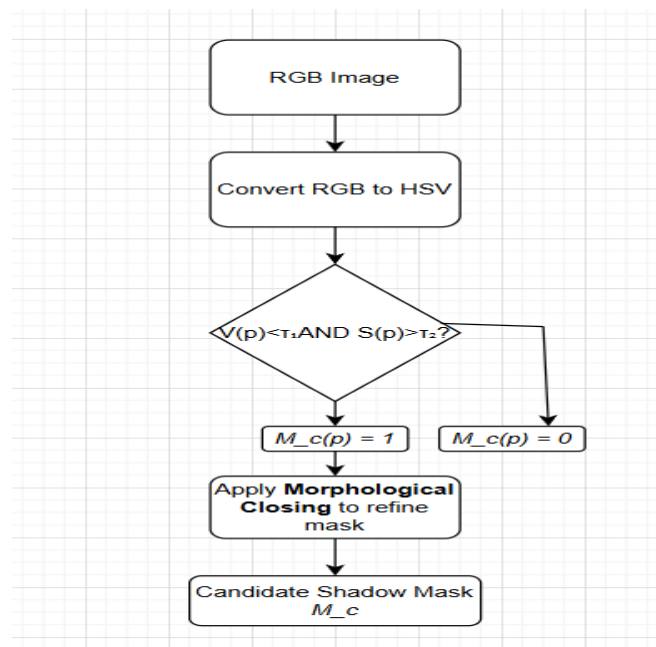 RGB Image
Convert RGB to HSV
V(p)<τ₁AND S(p)>τ₂?
M_c(p) = 1
M_c(p) = 0
Apply Morphological
Closing to refine
mask
Candidate Shadow Mask
M_c